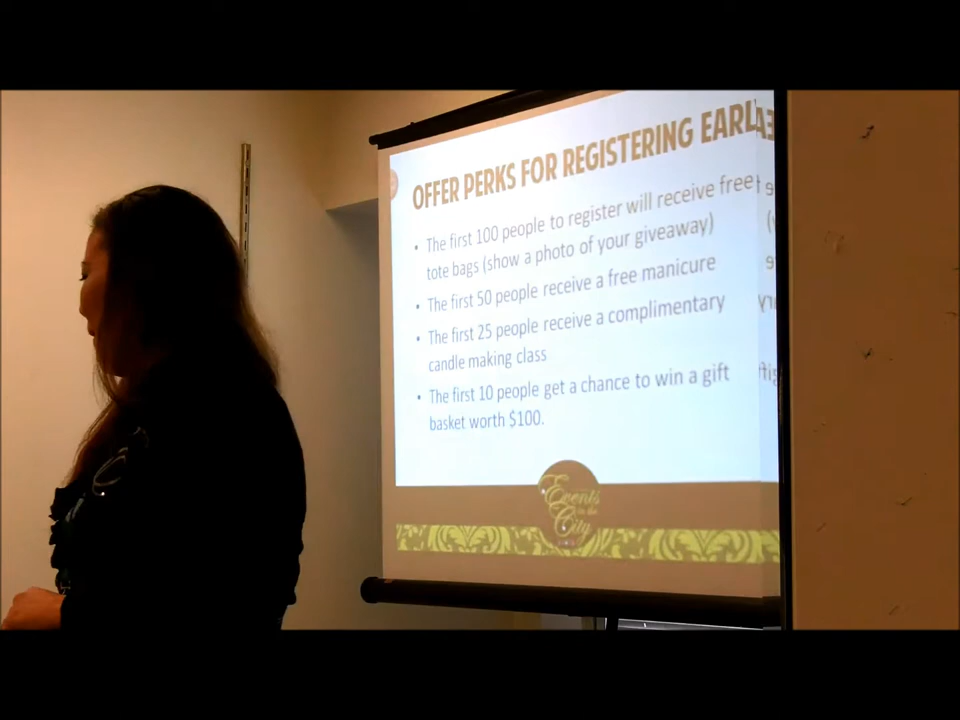 OFFER PERKS FOR REGISTERING EARL
• The first 100 people to register will receive free
tote bags (show a photo of your giveaway)
• The first 50 people receive a free manicure
• The first 25 people receive a complimentary
candle making class
• The first 10 people get a chance to win a gift
basket worth $100.
Events
in the
City